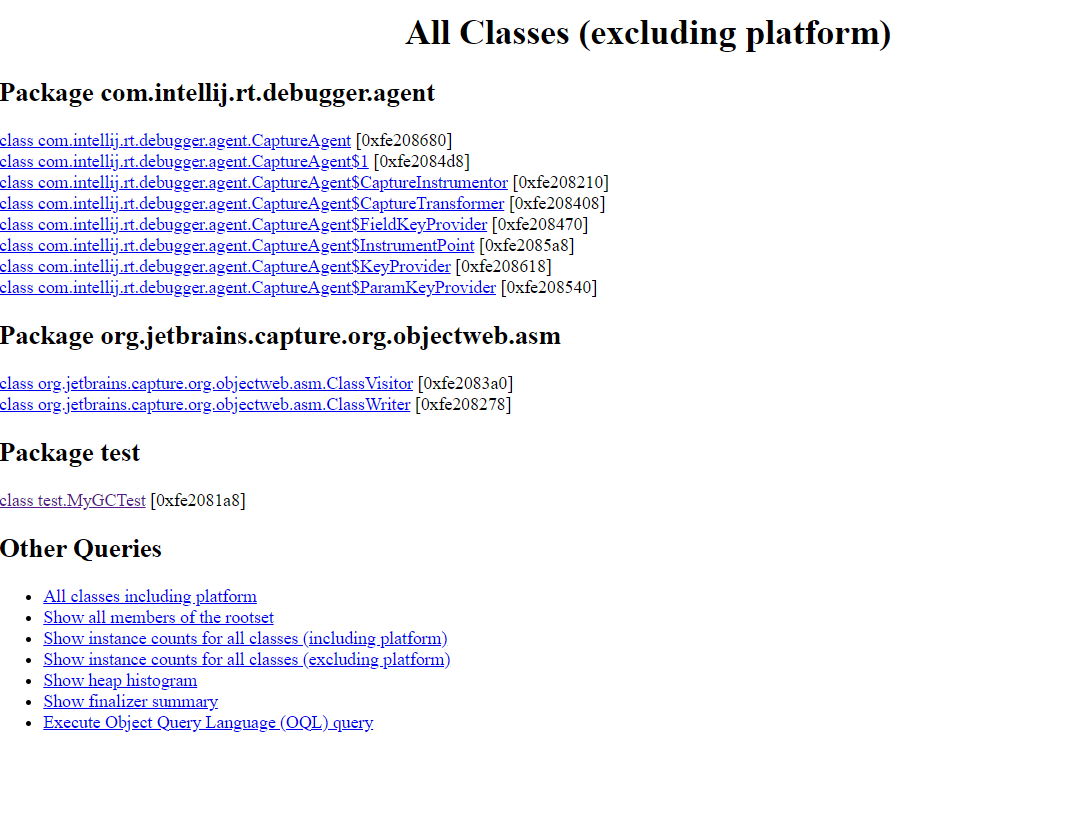 All Classes (excluding platform)
Package com.intellij.rt.debugger.agent
class com.intellij.rt.debugger.agent.CaptureAgent [0xfe208680]
class com.intellij.rt.debugger.agent.CaptureAgent$1 [0xfe2084d8]
class com.intellij.rt.debugger.agent.CaptureAgent$CaptureInstrumentor [0xfe208210]
class com.intellij.rt.debugger.agent.CaptureAgent$CaptureTransformer [0xfe208408]
class com.intellij.rt.debugger.agent.CaptureAgent$FieldKeyProvider [0xfe208470]
class com.intellij.rt.debugger.agent.CaptureAgent$InstrumentPoint [0xfe2085a8]
class com.intellij.rt.debugger.agent.CaptureAgent$KeyProvider [0xfe208618]
class com.intellij.rt.debugger.agent.CaptureAgent$ParamKeyProvider [0xfe208540]
Package org.jetbrains.capture.org.objectweb.asm
class org.jetbrains.capture.org.objectweb.asm.ClassVisitor [0xfe2083a0]
class org.jetbrains.capture.org.objectweb.asm.ClassWriter [0xfe208278]
Package test
class test.MyGCTest [0xfe2081a8]
Other Queries
• All classes including platform
• Show all members of the rootset
• Show instance counts for all classes (including platform)
• Show instance counts for all classes (excluding platform)
• Show heap histogram
• Show finalizer summary
• Execute Object Query Language (OQL) query